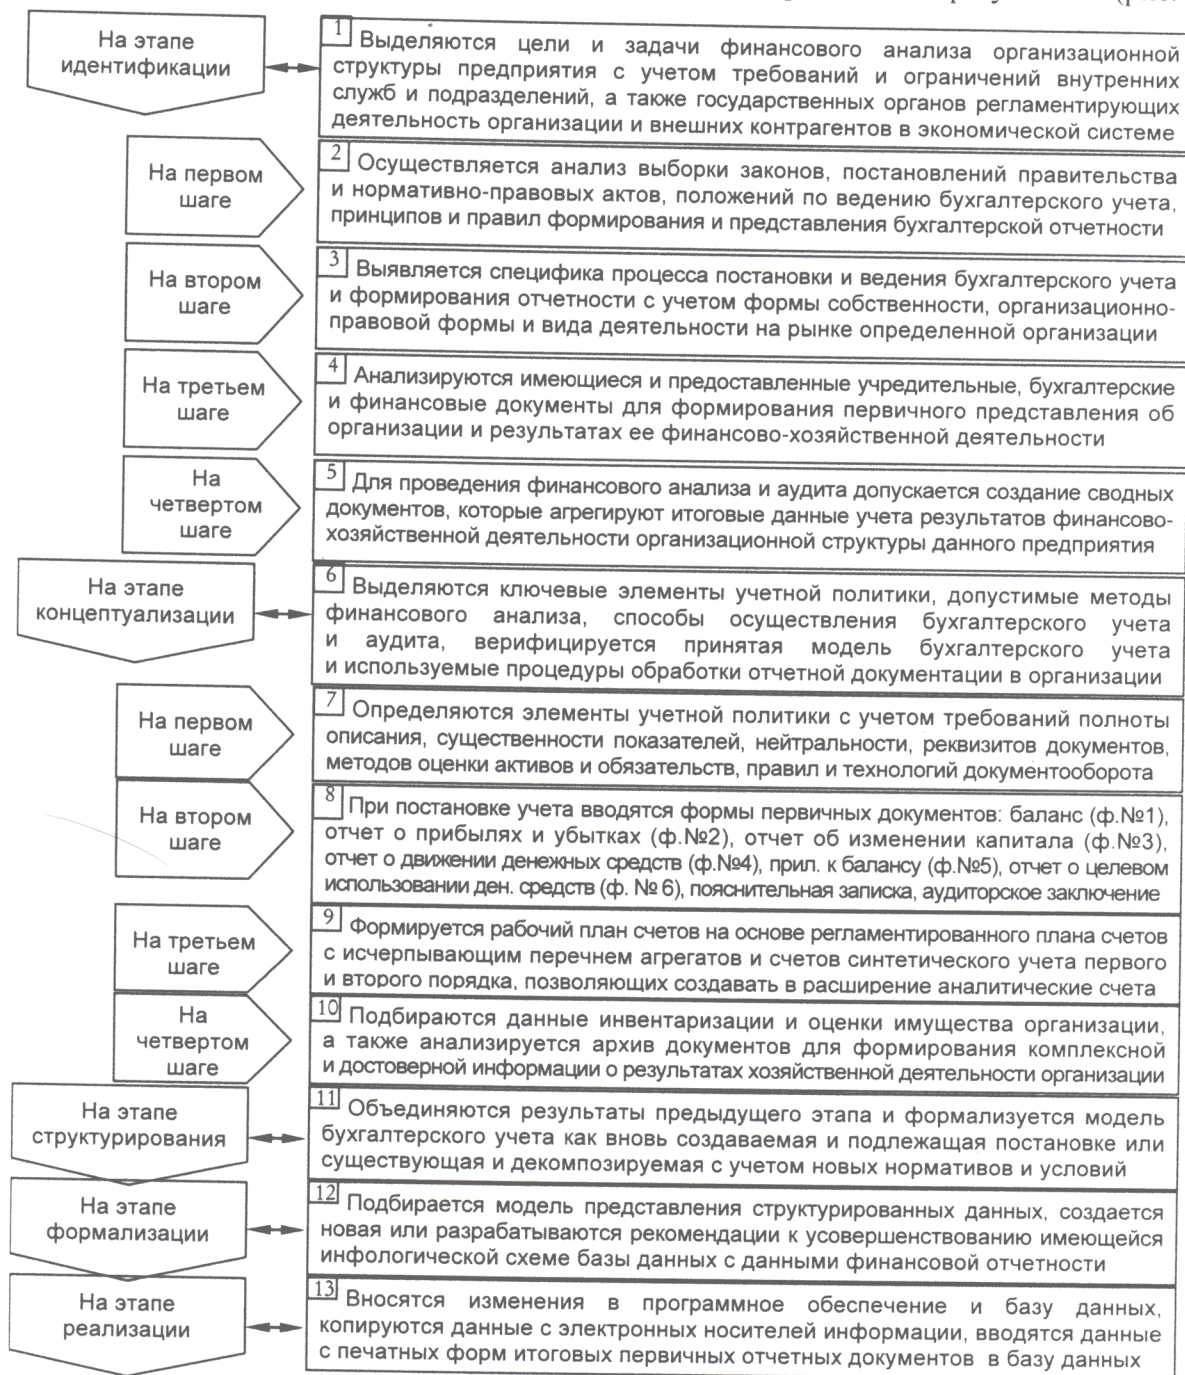 На этапе
идентификации
1 Выделяются цели и задачи финансового анализа организационной
структуры предприятия с учетом требований и ограничений внутренних
служб и подразделений, а также государственных органов регламентирующих
деятельность организации и внешних контрагентов в экономической системе
На первом
шаге
2 Осуществляется анализ выборки законов, постановлений правительства
и нормативно-правовых актов, положений по ведению бухгалтерского учета,
принципов и правил формирования и представления бухгалтерской отчетности
На втором
шаге
3 Выявляется специфика процесса постановки и ведения бухгалтерского учета
и формирования отчетности с учетом формы собственности, организационно-
правовой формы и вида деятельности на рынке определенной организации
На третьем
шаге
4 Анализируются имеющиеся и предоставленные учредительные, бухгалтерские
и финансовые документы для формирования первичного представления об
организации и результатах ее финансово-хозяйственной деятельности
На
четвертом
шаге
5 Для проведения финансового анализа и аудита допускается создание сводных
документов, которые агрегируют итоговые данные учета результатов финансово-
хозяйственной деятельности организационной структуры данного предприятия
На этапе
концептуализации
6 Выделяются ключевые элементы учетной политики, допустимые методы
финансового анализа, способы осуществления бухгалтерского учета
и аудита, верифицируется принятая модель бухгалтерского учета
и используемые процедуры обработки отчетной документации в организации
На первом
шаге
7 Определяются элементы учетной политики с учетом требований полноты
описания, существенности показателей, нейтральности, реквизитов документов,
методов оценки активов и обязательств, правил и технологий документооборота
На втором
шаге
8 При постановке учета вводятся формы первичных документов: баланс (ф.№1),
отчет о прибылях и убытках (ф.№2), отчет об изменении капитала (ф.№3),
отчет о движении денежных средств (ф.№4), прил. к балансу (ф.№5), отчет о целевом
использовании ден. средств (ф. № 6), пояснительная записка, аудиторское заключение
На третьем
шаге
9 Формируется рабочий план счетов на основе регламентированного плана счетов
с исчерпывающим перечнем агрегатов и счетов синтетического учета первого
и второго порядка, позволяющих создавать в расширение аналитические счета
На
четвертом
шаге
10 Подбираются данные инвентаризации и оценки имущества организации,
а также анализируется архив документов для формирования комплексной
и достоверной информации о результатах хозяйственной деятельности организации
На этапе
структурирования
11 Объединяются результаты предыдущего этапа и формализуется модель
бухгалтерского учета как вновь создаваемая и подлежащая постановке или
существующая и декомпозируемая с учетом новых нормативов и условий
На этапе
формализации
12 Подбирается модель представления структурированных данных, создается
новая или разрабатываются рекомендации к усовершенствованию имеющейся
инфологической схеме базы данных с данными финансовой отчетности
На этапе
реализации
13 Вносятся изменения в программное обеспечение и базу данных,
копируются данные с электронных носителей информации, вводятся данные
с печатных форм итоговых первичных отчетных документов в базу данных